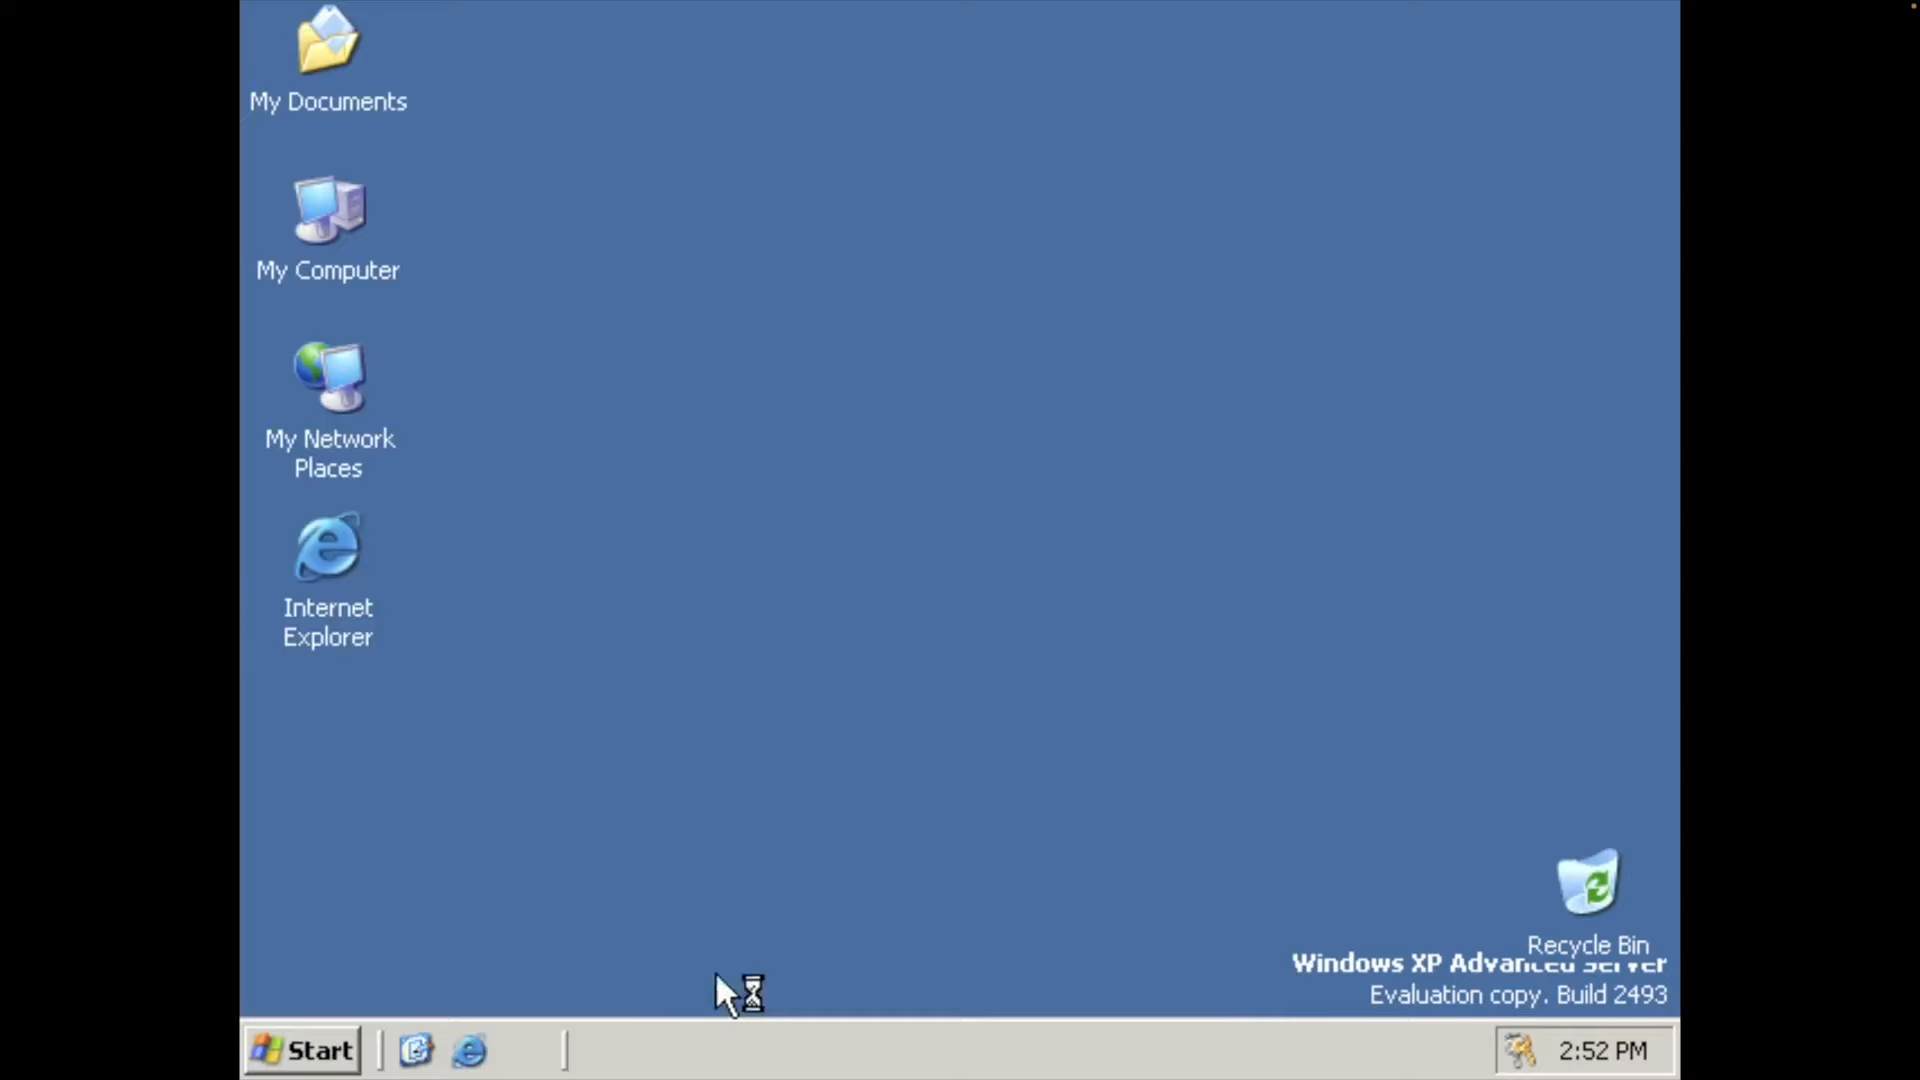 My Documents
My Computer
My Network
Places
Internet
Explorer
Recycle Bin
Windows XP Advanced Server
Evaluation copy. Build 2493
Start
2:52 PM